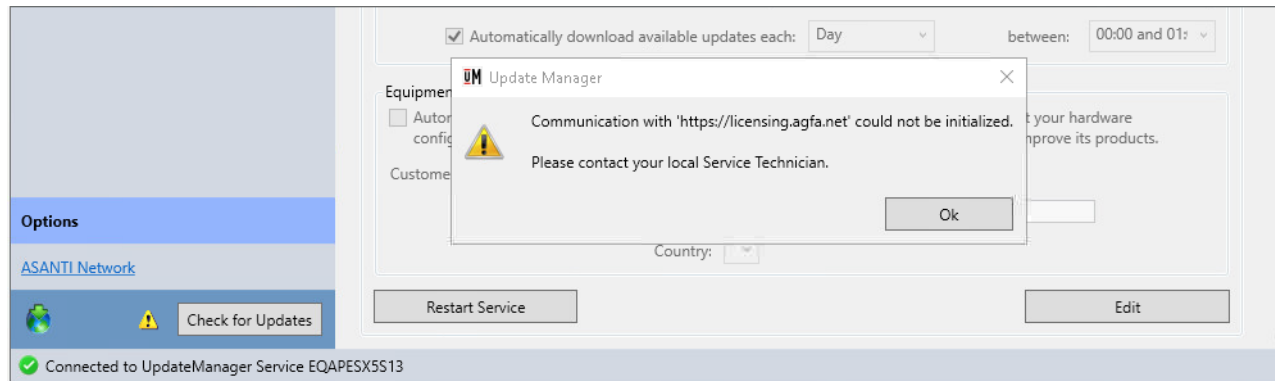 Automatically download available updates each: Day between: 00:00 and 01:
UM Update Manager
Equipmen
Communication with 'https://licensing.agfa.net' could not be initialized.
Autor t your hardware
config nprove its products.
Please contact your local Service Technician.
Custome
Ok
Options
Country:
ASANTI Network
Restart Service Edit
Check for Updates
Connected to UpdateManager Service EQAPESX5S13